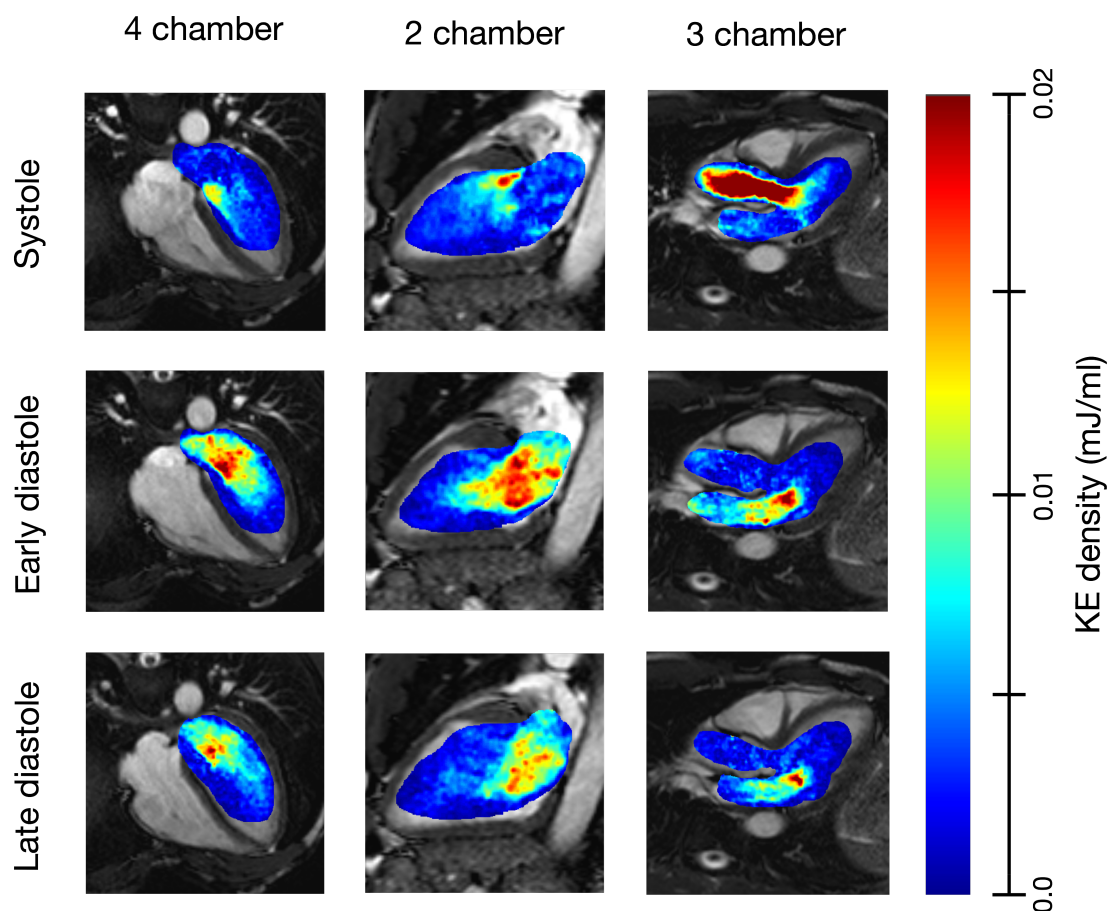 4 chamber
2 chamber
3 chamber
Systole
Early diastole
Late diastole
0.02
0.01
0.0
KE density (mJ/ml)